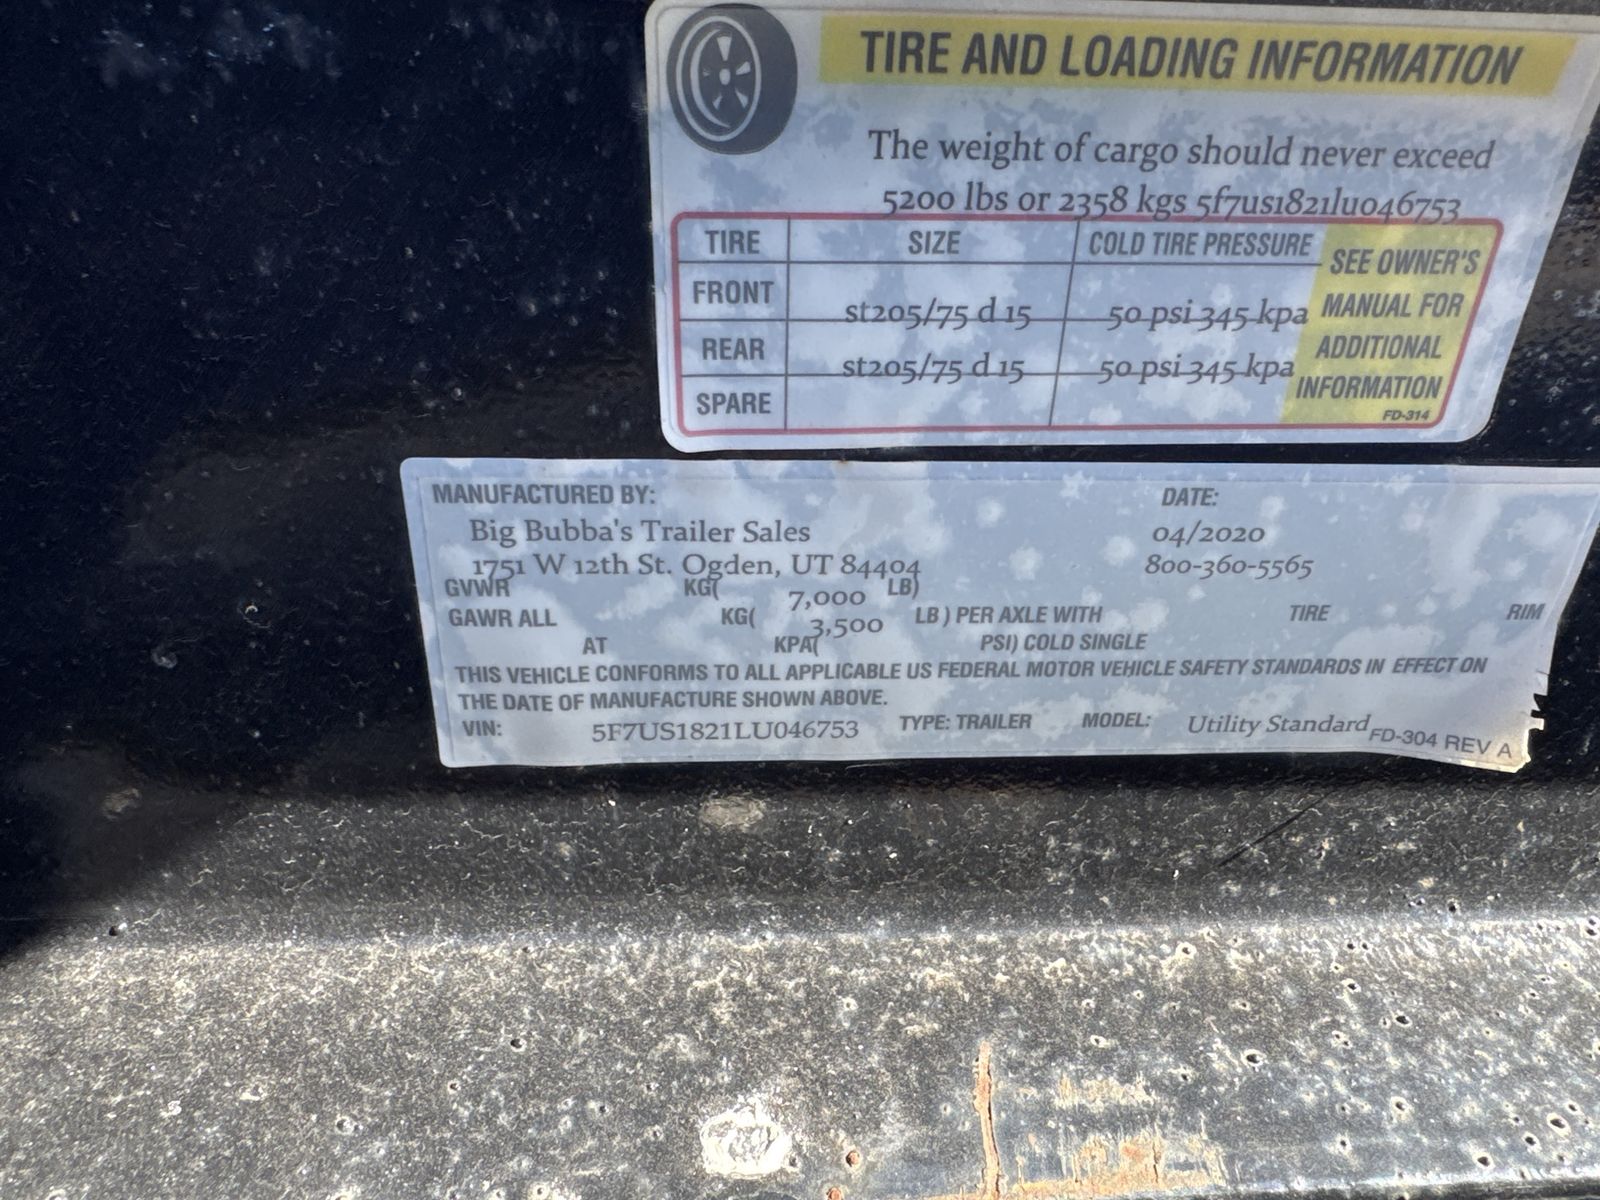 TIRE AND LOADING INFORMATION
The weight of cargo should never exceed
5200 lbs or 2358 kgs 5f7us1821lu046753
TIRE SIZE COLD TIRE PRESSURE
FRONT st205/75 d 15 50 psi 345 kpa
REAR st205/75 d 15 50 psi 345 kpa
SPARE
SEE OWNER'S
MANUAL FOR
ADDITIONAL
INFORMATION
FD-314
MANUFACTURED BY: DATE:
Big Bubba's Trailer Sales 04/2020
1751 W 12th St. Ogden, UT 84404 800-360-5565
GVWR KG( 7,000 LB)
GAWR ALL KG( 3,500 LB) PER AXLE WITH TIRE RIM
AT KPA( PSI) COLD SINGLE
THIS VEHICLE CONFORMS TO ALL APPLICABLE US FEDERAL MOTOR VEHICLE SAFETY STANDARDS IN EFFECT ON
THE DATE OF MANUFACTURE SHOWN ABOVE.
VIN: 5F7US1821LU046753 TYPE: TRAILER MODEL: Utility Standard FD-304 REV A